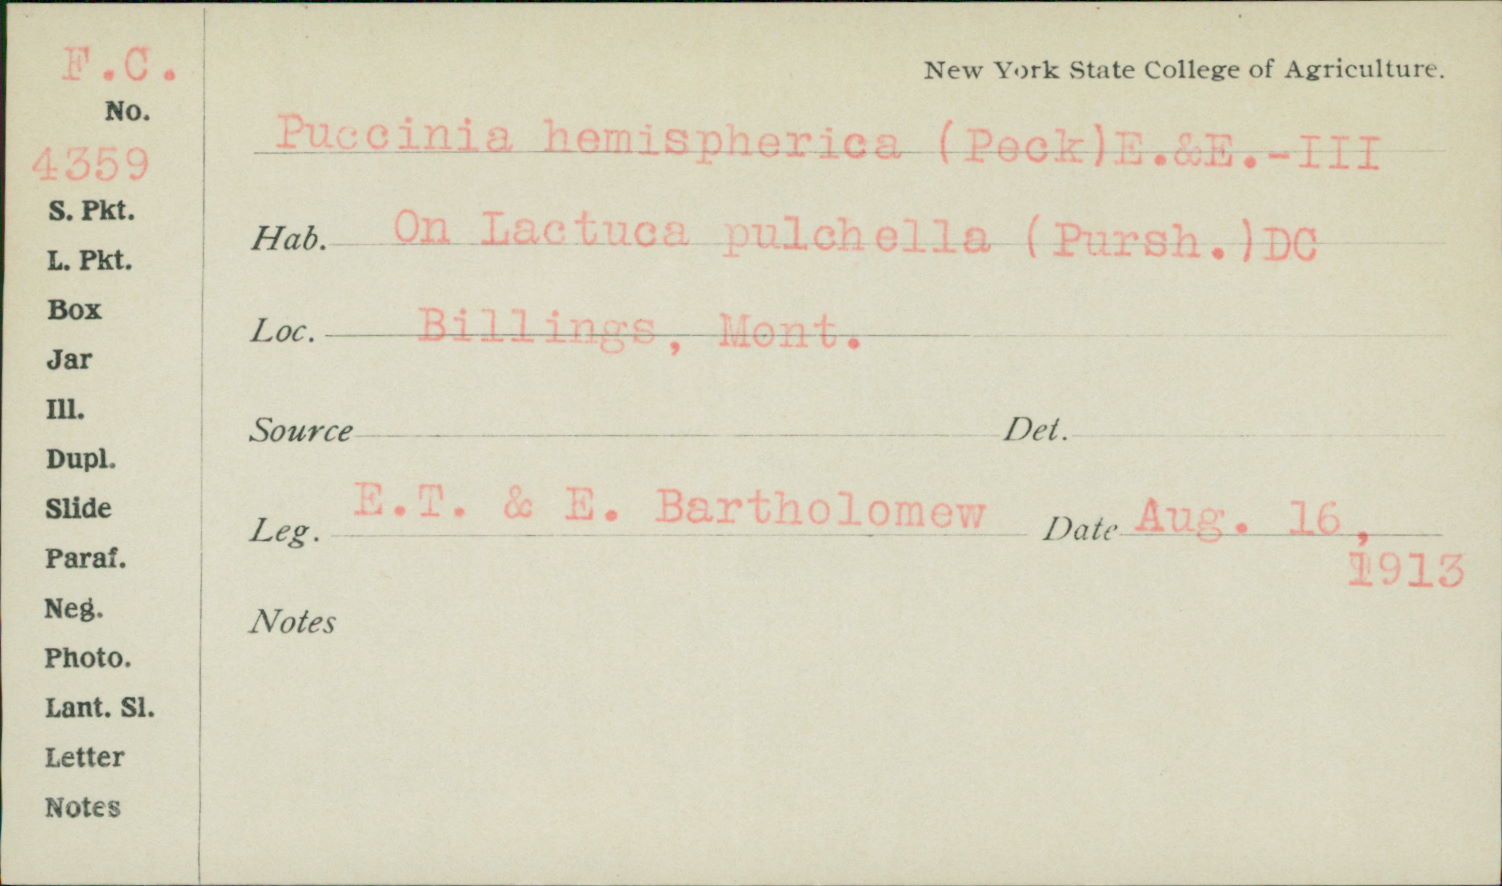 F.C.
New York State College of Agriculture.
No.
4359
Puccinia hemispherica (Peck)E.&E.-III
S. Pkt.
Hab. On Lactuca pulchella (Pursh.)DC
L. Pkt.
Box
Loc. Billings, Mont.
Jar
Ill.
Source Det.
Dupl.
Slide
Leg. E.T. & E. Bartholomew Date Aug. 16,
1913
Paraf.
Neg.
Notes
Photo.
Lant. Sl.
Letter
Notes